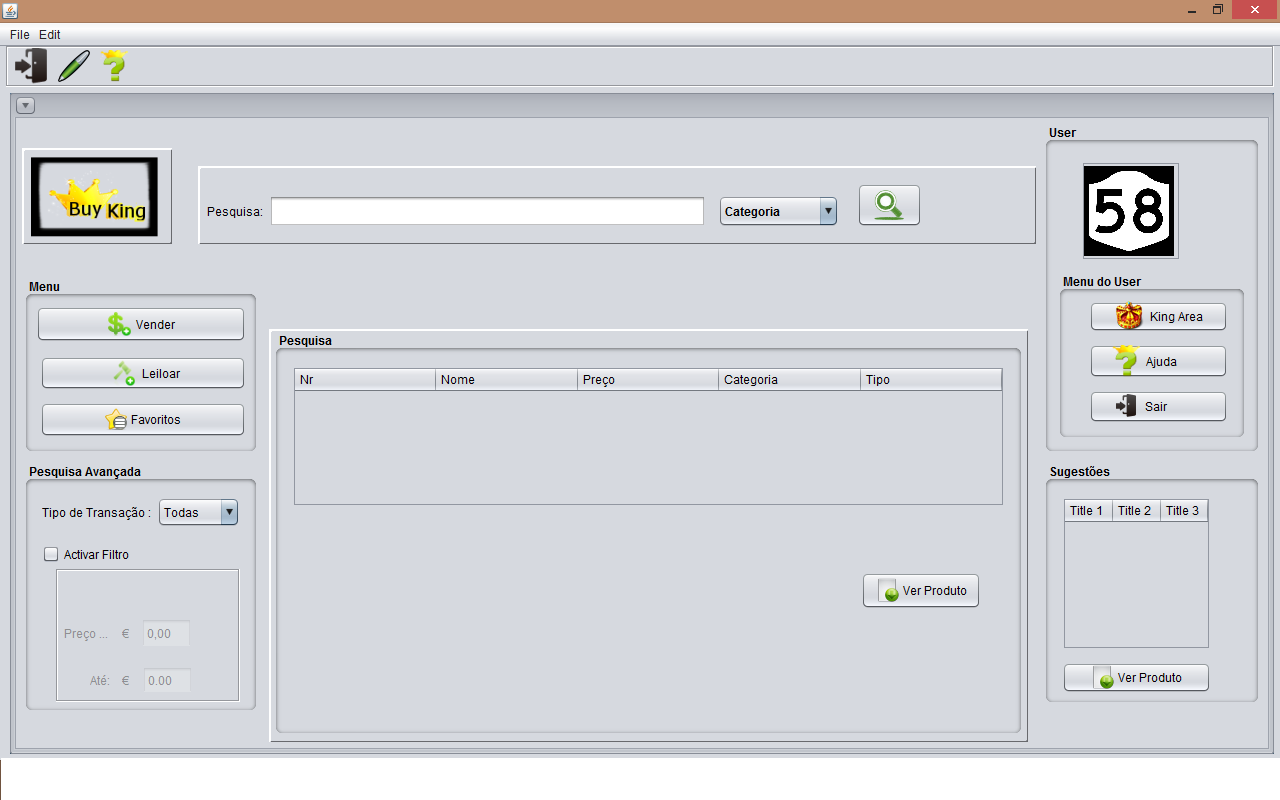 File Edit
User
Buy King
Pesquisa:
Categoria
58
Menu
Vender
Leiloar
Favoritos
Menu do User
King Area
Ajuda
Sair
Pesquisa
Nr Nome Preço Categoria Tipo
Ver Produto
Pesquisa Avançada
Tipo de Transação : Todas
Activar Filtro
Preço ... € 0,00
Até: € 0.00
Sugestões
Title 1 Title 2 Title 3
Ver Produto